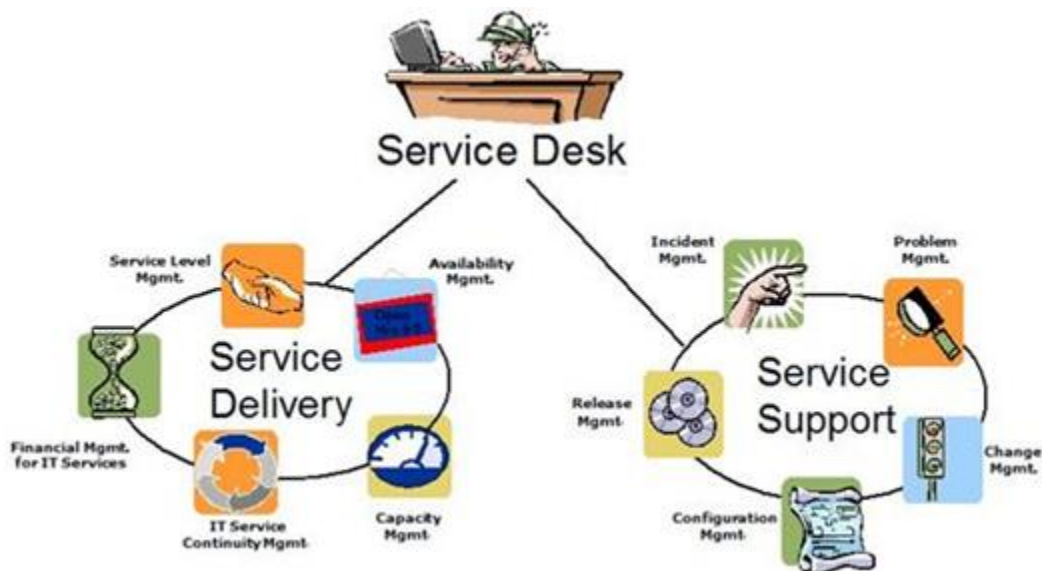 Service Desk
Service Level
Mgmt.
Availability
Mgmt.
Open
Service
Delivery
Financial Mgmt.
for IT Services
IT Service
Continuity Mgmt.
Capacity
Mgmt
Incident
Mgmt.
Problem
Mgmt.
Release
Mgmt.
Service
Support
Change
Mgmt.
Configuration
Mgmt